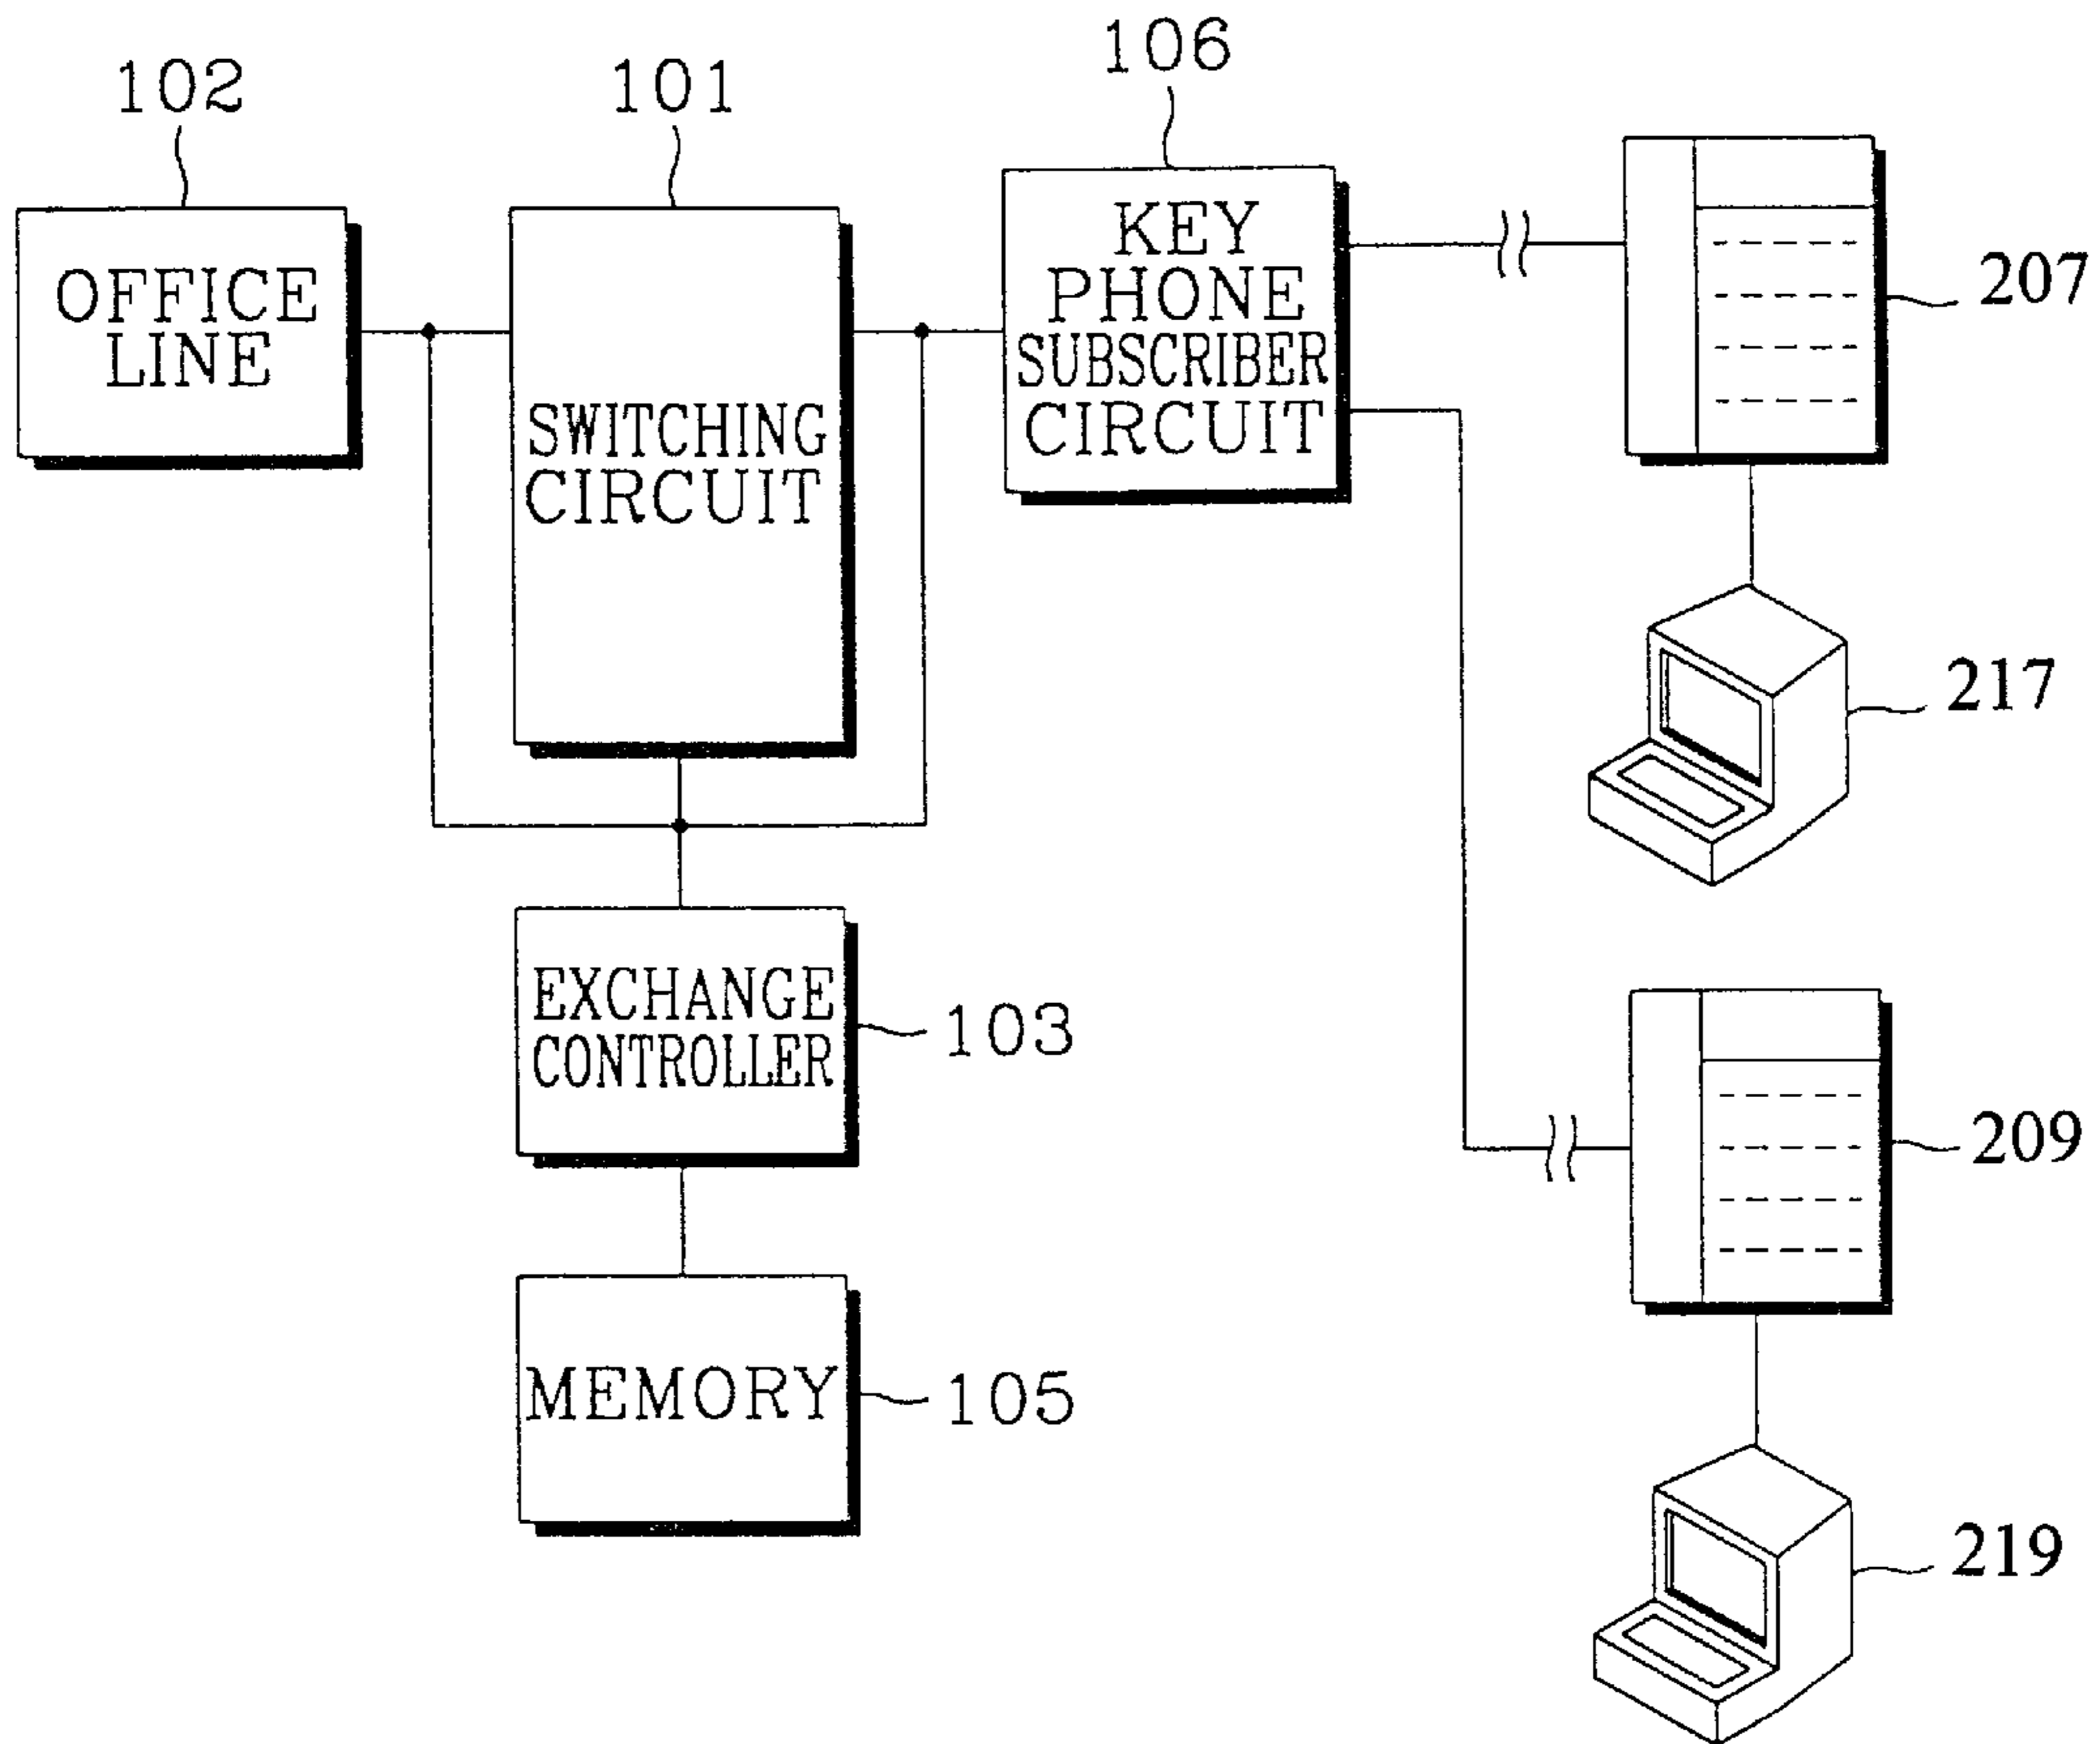 102
101
106
OFFICE
LINE
SWITCHING
CIRCUIT
KEY
PHONE
SUBSCRIBER
CIRCUIT
207
217
EXCHANGE
CONTROLLER
103
209
MEMORY
105
219